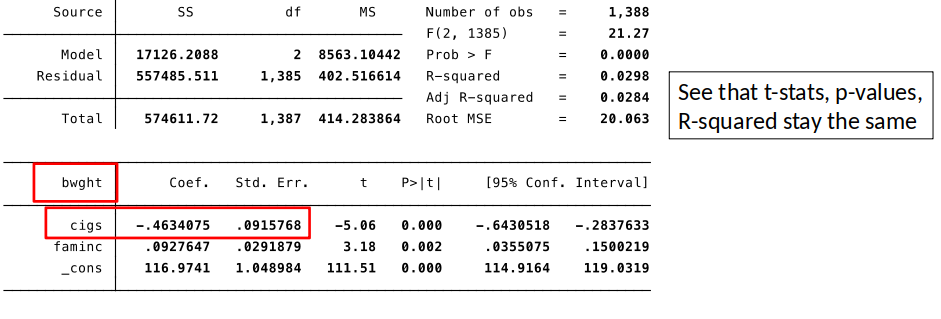 Source SS df MS Number of obs = 1,388
F(2, 1385) = 21.27
Model 17126.2088 2 8563.10442 Prob > F = 0.0000
Residual 557485.511 1,385 402.516614 R-squared = 0.0298
Adj R-squared = 0.0284
Total 574611.72 1,387 414.283864 Root MSE = 20.063
See that t-stats, p-values,
R-squared stay the same
bwght Coef. Std. Err. t P>|t| [95% Conf. Interval]
cigs -.4634075 .0915768 -5.06 0.000 -.6430518 -.2837633
faminc .0927647 .0291879 3.18 0.002 .0355075 .1500219
_cons 116.9741 1.048984 111.51 0.000 114.9164 119.0319